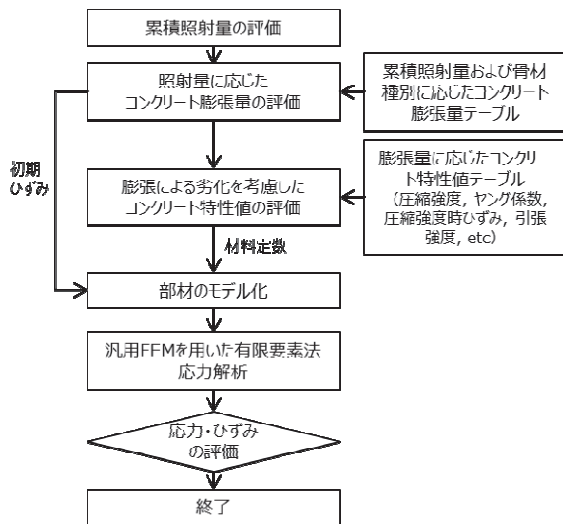 累積照射量の評価
照射量に応じた
コンクリート膨張量の評価
累積照射量および骨材
種別に応じたコンクリート
膨張量テーブル
初期
ひずみ
膨張による劣化を考慮した
コンクリート特性値の評価
膨張量に応じたコンクリ
ート特性値テーブル
(圧縮強度, ヤング係数,
圧縮強度時ひずみ, 引張
強度, etc)
材料定数
部材のモデル化
汎用FEMを用いた有限要素法
応力解析
応力・ひずみ
の評価
終了